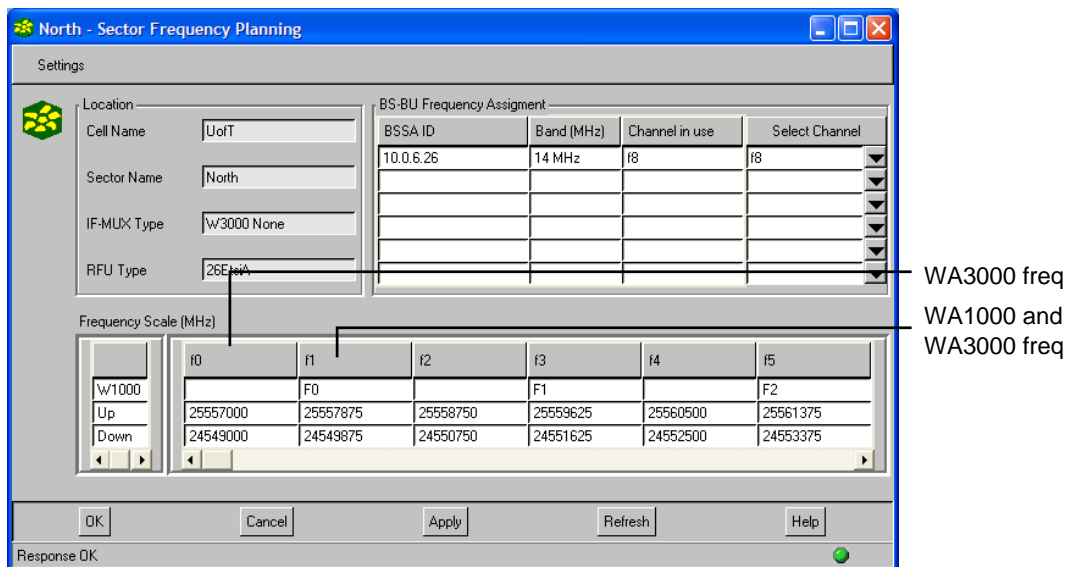 North - Sector Frequency Planning
Settings
Location
Cell Name UofT
Sector Name North
IF-MUX Type W3000 None
RFU Type 26EtsiA
BS-BU Frequency Assigment
BSSA ID Band (MHz) Channel in use Select Channel
10.0.6.26 14 MHz f8 f8
WA3000 freq
WA1000 and
WA3000 freq
Frequency Scale (MHz)
f0 f1 f2 f3 f4 f5
W1000 F0 F1 F2
Up 25557000 25557875 25558750 25559625 25560500 25561375
Down 24549000 24549875 24550750 24551625 24552500 24553375
OK Cancel Apply Refresh Help
Response OK